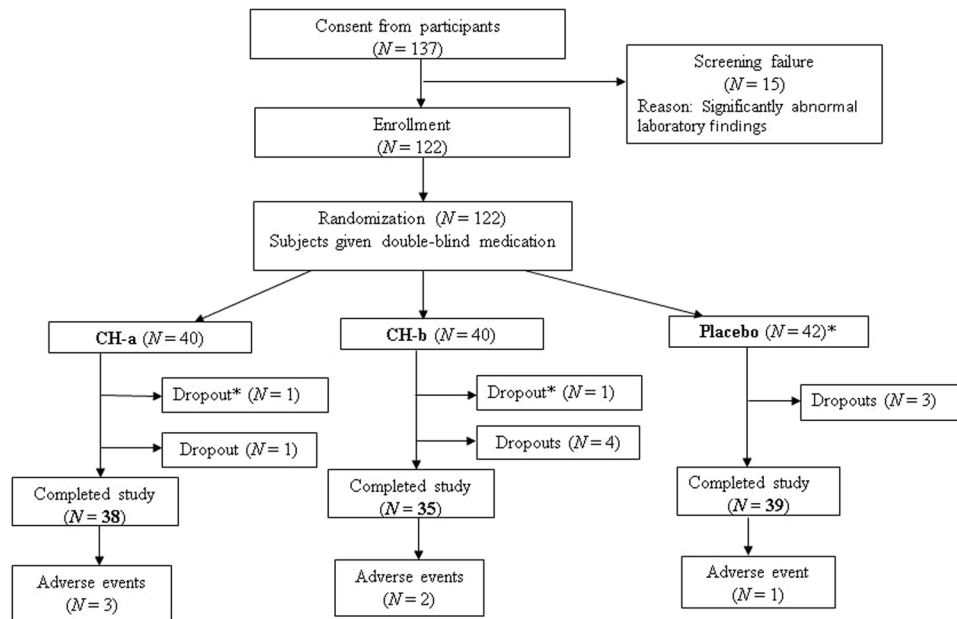 Consent from participants
(N = 137)
Screening failure
(N = 15)
Reason: Significantly abnormal
laboratory findings
Enrollment
(N = 122)
Randomization (N = 122)
Subjects given double-blind medication
CH-a (N = 40)
CH-b (N = 40)
Placebo (N = 42)*
Dropout* (N = 1)
Dropout* (N = 1)
Dropouts (N = 3)
Dropout (N = 1)
Dropouts (N = 4)
Completed study
(N = 38)
Completed study
(N = 35)
Completed study
(N = 39)
Adverse events
(N = 3)
Adverse events
(N = 2)
Adverse event
(N = 1)